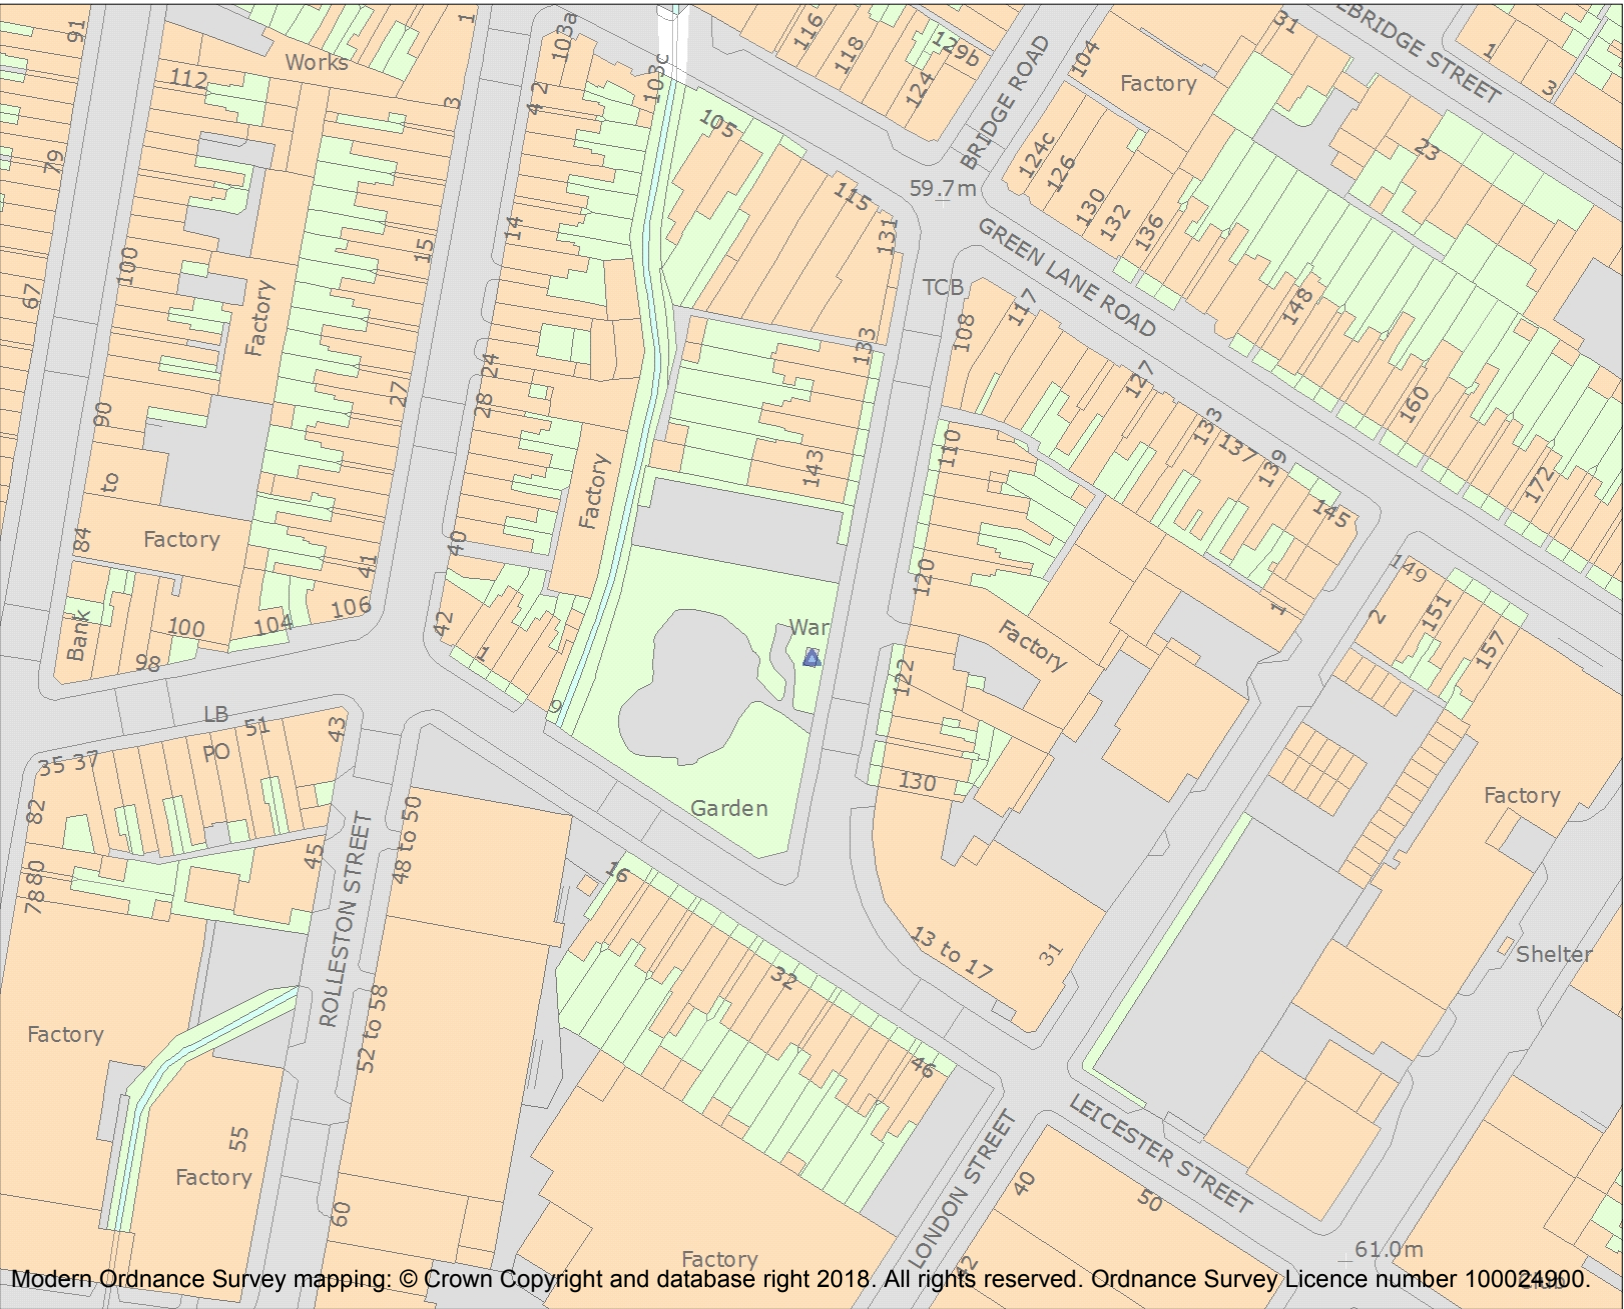 91
1
103a
116
118
129b
124
31
EBRIDGE STREET
1
3
Works
112
3
4 2
103c
105
BRIDGE ROAD
104
Factory
79
124c
126
130
132
136
23
59.7m
115
131
100
15
14
GREEN LANE ROAD
TCB
108
117
148
67
Factory
133
27
24
28
127
160
90
143
110
133
137
139
172
to
Factory
145
84
Factory
40
41
120
149
Bank
100
104
106
42
1
War
Factory
1
2
151
157
98
9
122
LB
51
43
35 37
PO
130
Factory
82
Garden
48 to 50
45
80
78
16
ROLLESTON STREET
13 to 17
31
Shelter
32
Factory
52 to 58
46
LEICESTER STREET
55
LONDON STREET
Factory
40
50
60
Factory
42
61.0m
Modern Ordnance Survey mapping: © Crown Copyright and database right 2018. All rights reserved. Ordnance Survey Licence number 100024900.